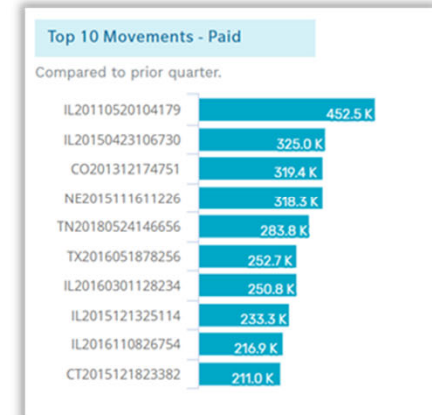 Top 10 Movements - Paid
Compared to prior quarter.
IL20110520104179 452.5 K
IL20150423106730 325.0 K
CO201312174751 319.4 K
NE2015111611226 318.3 K
TN20180524146656 283.8 K
TX2016051878256 252.7 K
IL20160301128234 250.8 K
IL2015121325114 233.3 K
IL2016110826754 216.9 K
CT2015121823382 211.0 K